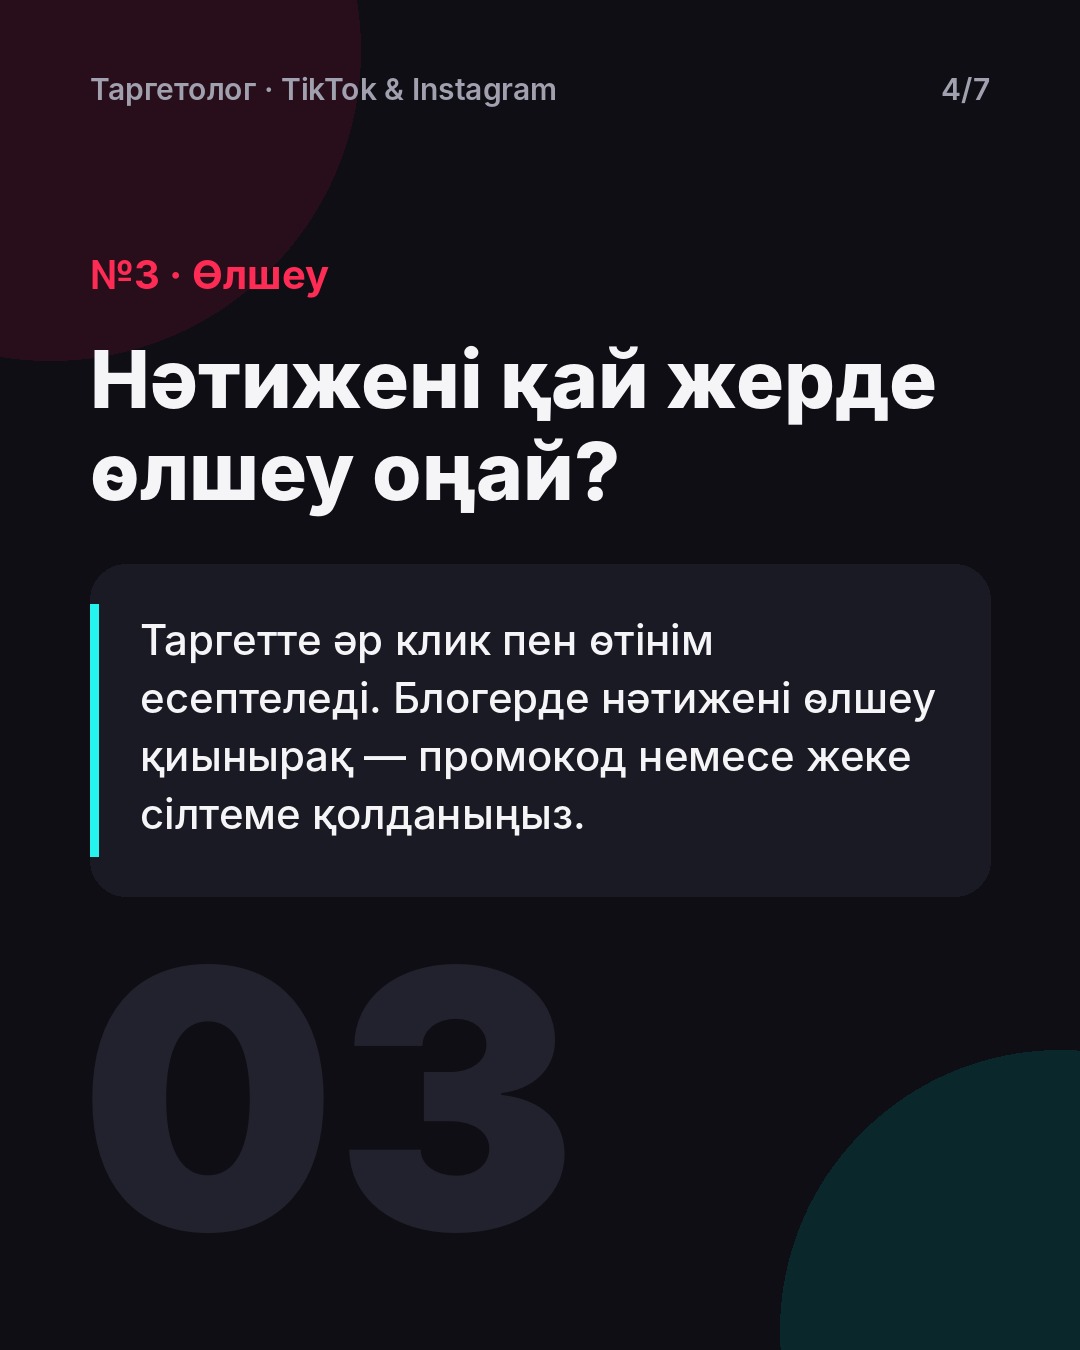 Таргетолог · TikTok & Instagram
4/7
№3 · Өлшеу
Нәтижені қай жерде
өлшеу оңай?
Таргетте әр клик пен өтінім
есептеледі. Блогерде нәтижені өлшеу
қиынырақ — промокод немесе жеке
сілтеме қолданыңыз.
03